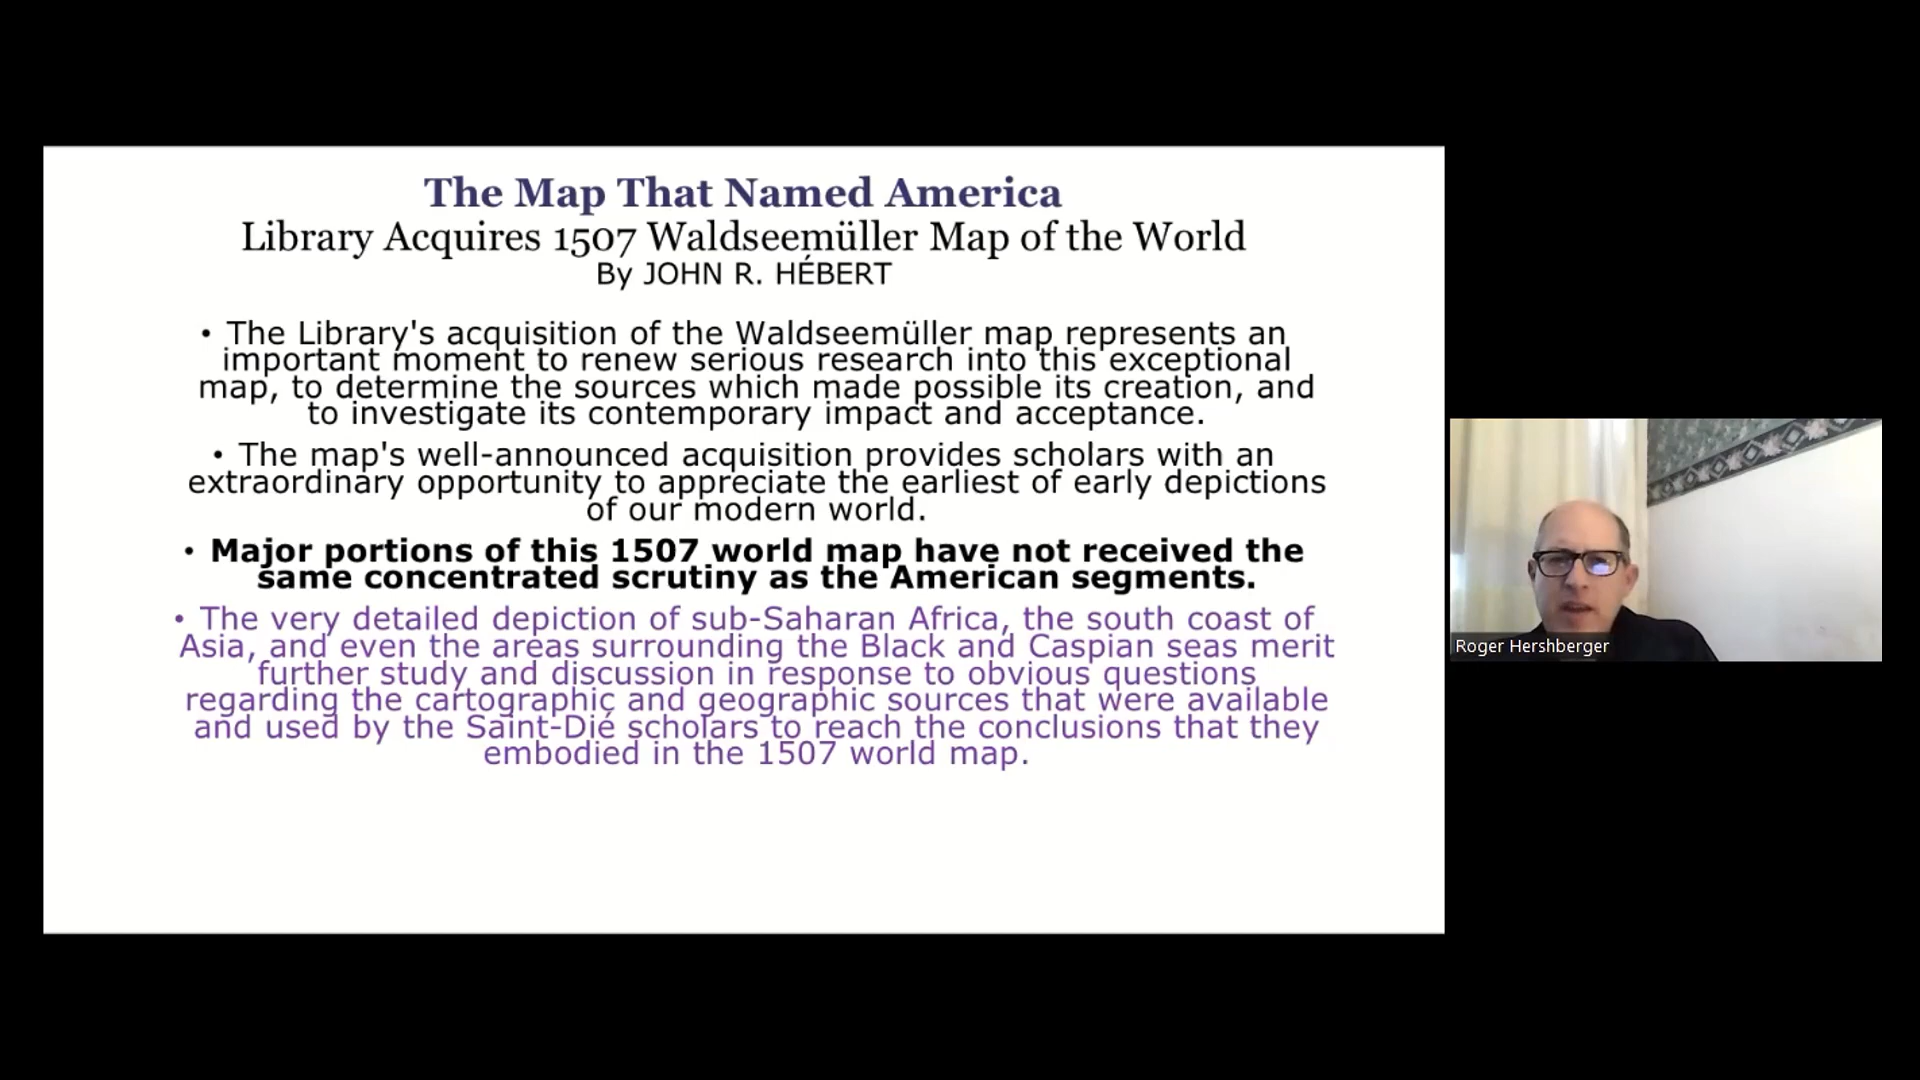 The Map That Named America
Library Acquires 1507 Waldseemüller Map of the World
By JOHN R. HÉBERT
• The Library's acquisition of the Waldseemüller map represents an
important moment to renew serious research into this exceptional
map, to determine the sources which made possible its creation, and
to investigate its contemporary impact and acceptance.
• The map's well-announced acquisition provides scholars with an
extraordinary opportunity to appreciate the earliest of early depictions
of our modern world.
• Major portions of this 1507 world map have not received the
same concentrated scrutiny as the American segments.
• The very detailed depiction of sub-Saharan Africa, the south coast of
Asia, and even the areas surrounding the Black and Caspian seas merit
further study and discussion in response to obvious questions
regarding the cartographic and geographic sources that were available
and used by the Saint-Dié scholars to reach the conclusions that they
embodied in the 1507 world map.
Roger Hershberger